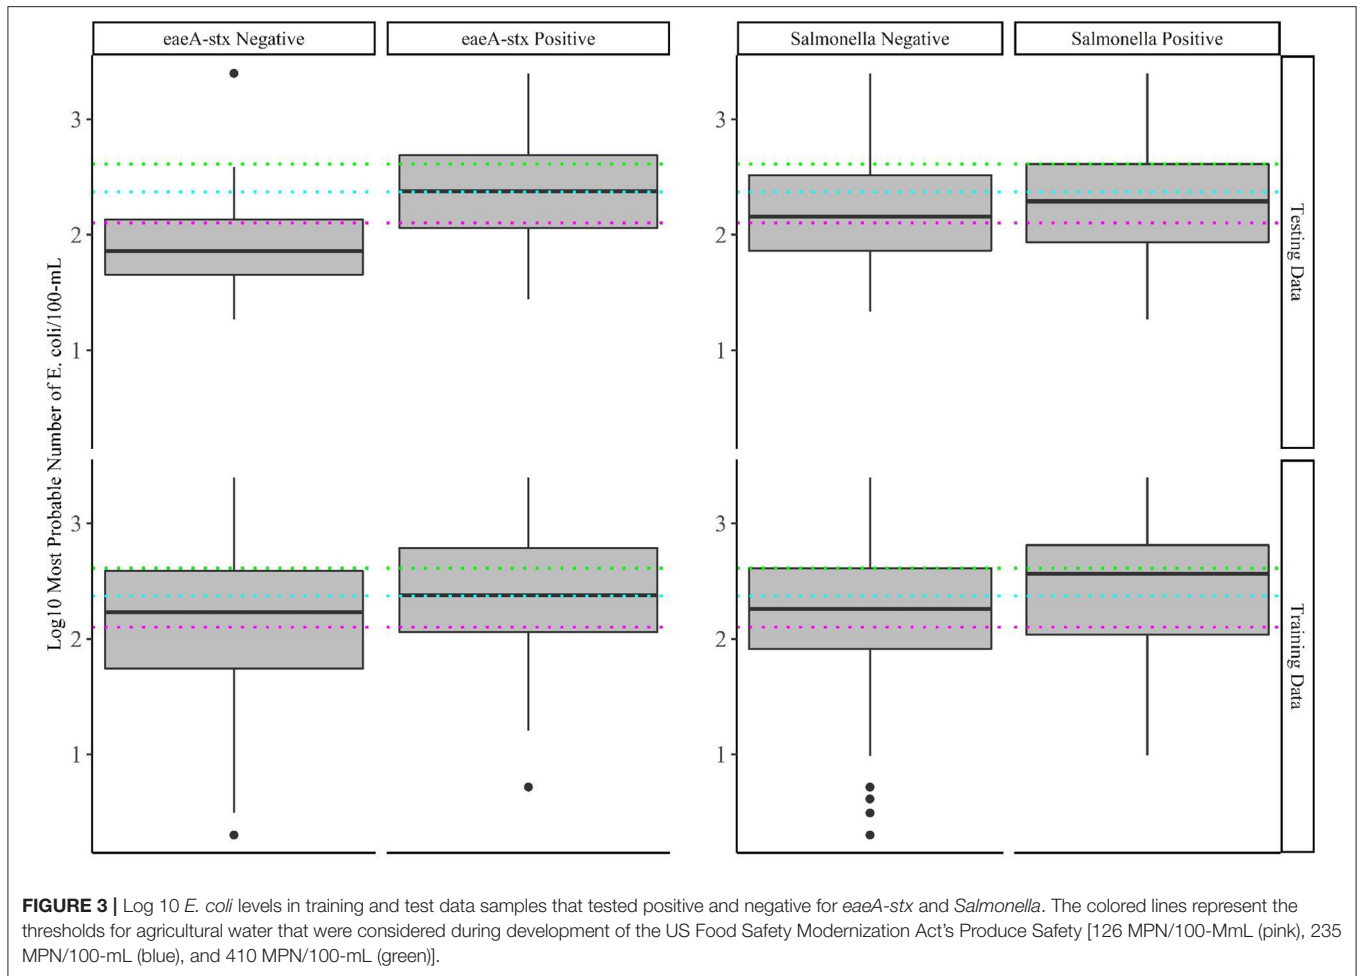 eaeA-stx Negative
eaeA-stx Positive
Salmonella Negative
Salmonella Positive
Log10 Most Probable Number of E. coli/100-mL
3
2
1
3
2
1
Testing Data
3
2
1
3
2
1
Training Data
FIGURE 3 | Log 10 E. coli levels in training and test data samples that tested positive and negative for eaeA-stx and Salmonella. The colored lines represent the
thresholds for agricultural water that were considered during development of the US Food Safety Modernization Act's Produce Safety [126 MPN/100-MmL (pink), 235
MPN/100-mL (blue), and 410 MPN/100-mL (green)].